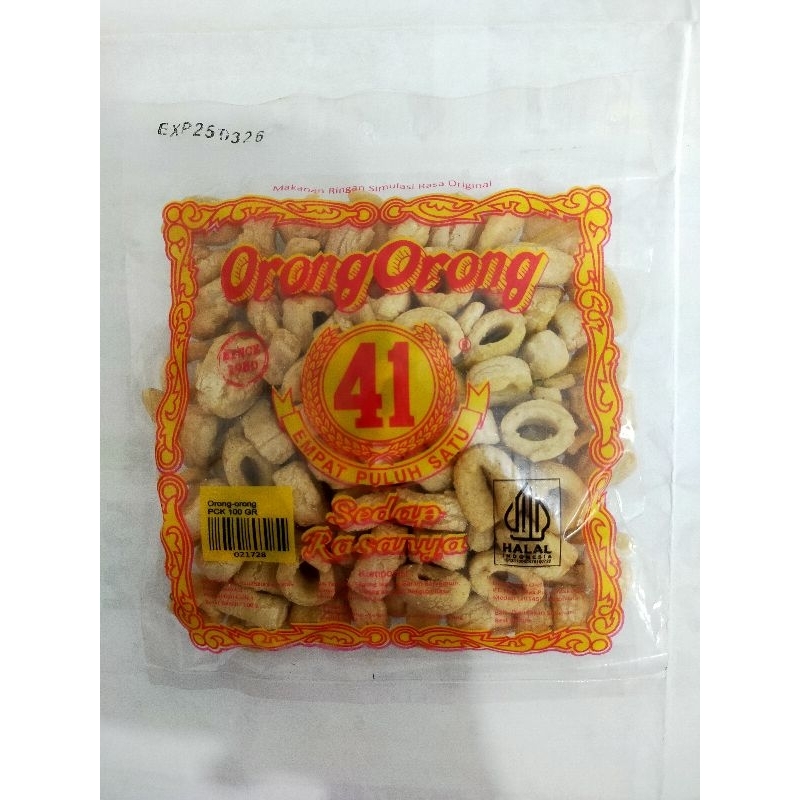 EXP250326
Makanan Ringan Simulasi Rasa Original
Orong Orong
SINCE
1980
41
®
EMPAT PULUH SATU
Sedap
Rasanya
Orong-orong
PCK 100 GR
021728
HALAL
INDONESIA